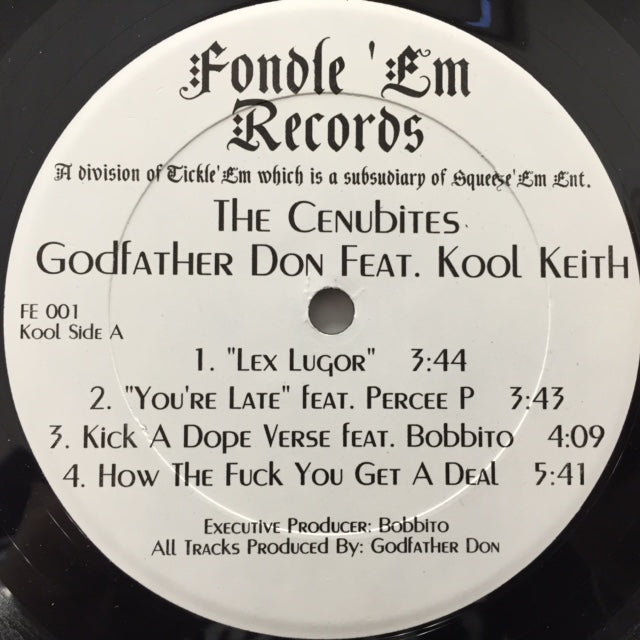 Fondle 'Em
Records
A division of Tickle'Em which is a subsudiary of Squeeze'Em Ent.
The Cenubites
Godfather Don Feat. Kool Keith
FE 001
Kool Side A
1. "Lex Lugor" 3:44
2. "You're Late" feat. Percee P 3:43
3. Kick A Dope Verse feat. Bobbito 4:09
4. How The Fuck You Get A Deal 5:41
Executive Producer: Bobbito
All Tracks Produced By: Godfather Don